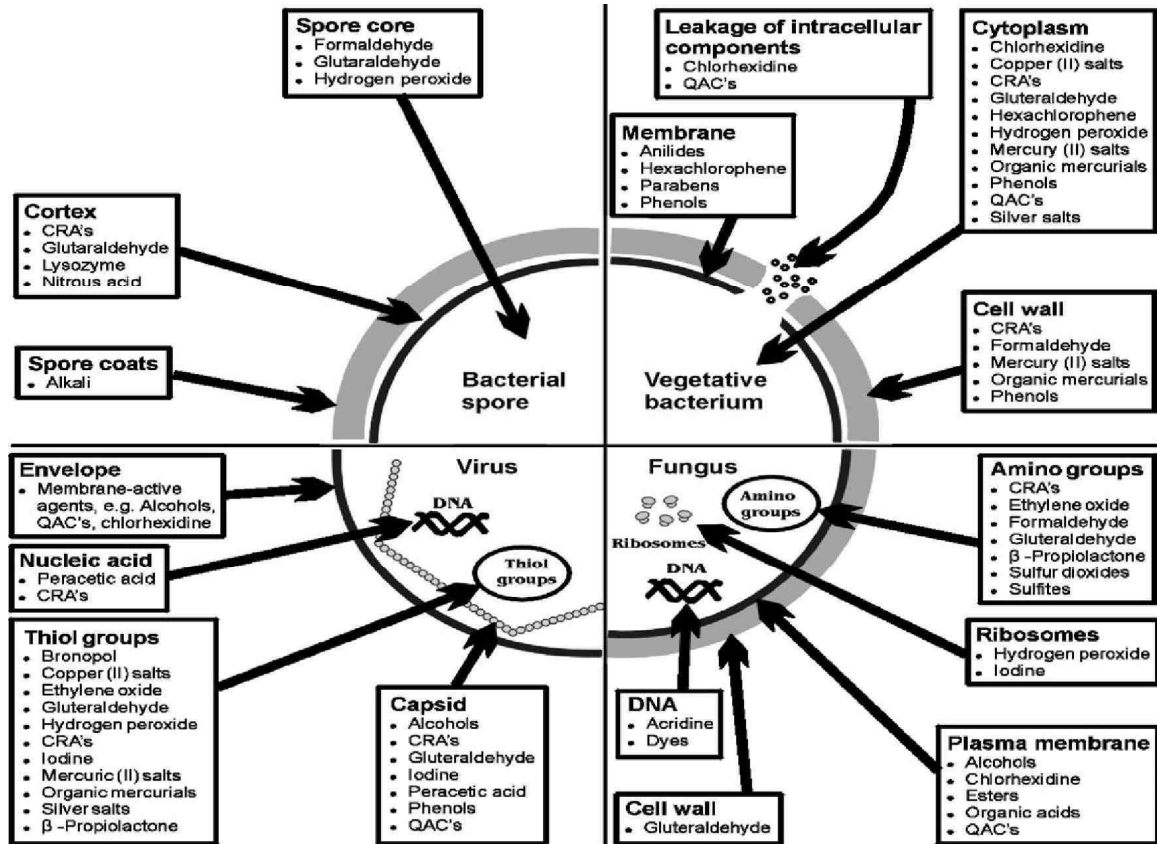 Spore core
• Formaldehyde
• Glutaraldehyde
• Hydrogen peroxide
Cortex
• CRA's
• Glutaraldehyde
• Lysozyme
• Nitrous acid
Spore coats
• Alkali
Bacterial
spore
Leakage of intracellular
components
• Chlorhexidine
• QAC's
Membrane
• Anilides
• Hexachlorophene
• Parabens
• Phenols
Cytoplasm
• Chlorhexidine
• Copper (II) salts
• CRA's
• Gluteraldehyde
• Hexachlorophene
• Hydrogen peroxide
• Mercury (II) salts
• Organic mercurials
• Phenols
• QAC's
• Silver salts
Cell wall
• CRA's
• Formaldehyde
• Mercury (II) salts
• Organic mercurials
• Phenols
Vegetative
bacterium
Envelope
• Membrane-active
agents, e.g. Alcohols,
QAC's, chlorhexidine
Nucleic acid
• Peracetic acid
• CRA's
Thiol groups
• Bronopol
• Copper (II) salts
• Ethylene oxide
• Gluteraldehyde
• Hydrogen peroxide
• CRA's
• Iodine
• Mercuric (II) salts
• Organic mercurials
• Silver salts
• β -Propiolactone
Virus
DNA
Thiol
groups
Capsid
• Alcohols
• CRA's
• Gluteraldehyde
• Iodine
• Peracetic acid
• Phenols
• QAC's
Fungus
Amino
groups
Ribosomes
DNA
DNA
• Acridine
• Dyes
Cell wall
• Gluteraldehyde
Amino groups
• CRA's
• Ethylene oxide
• Formaldehyde
• Gluteraldehyde
• β -Propiolactone
• Sulfur dioxides
• Sulfites
Ribosomes
• Hydrogen peroxide
• Iodine
Plasma membrane
• Alcohols
• Chlorhexidine
• Esters
• Organic acids
• QAC's